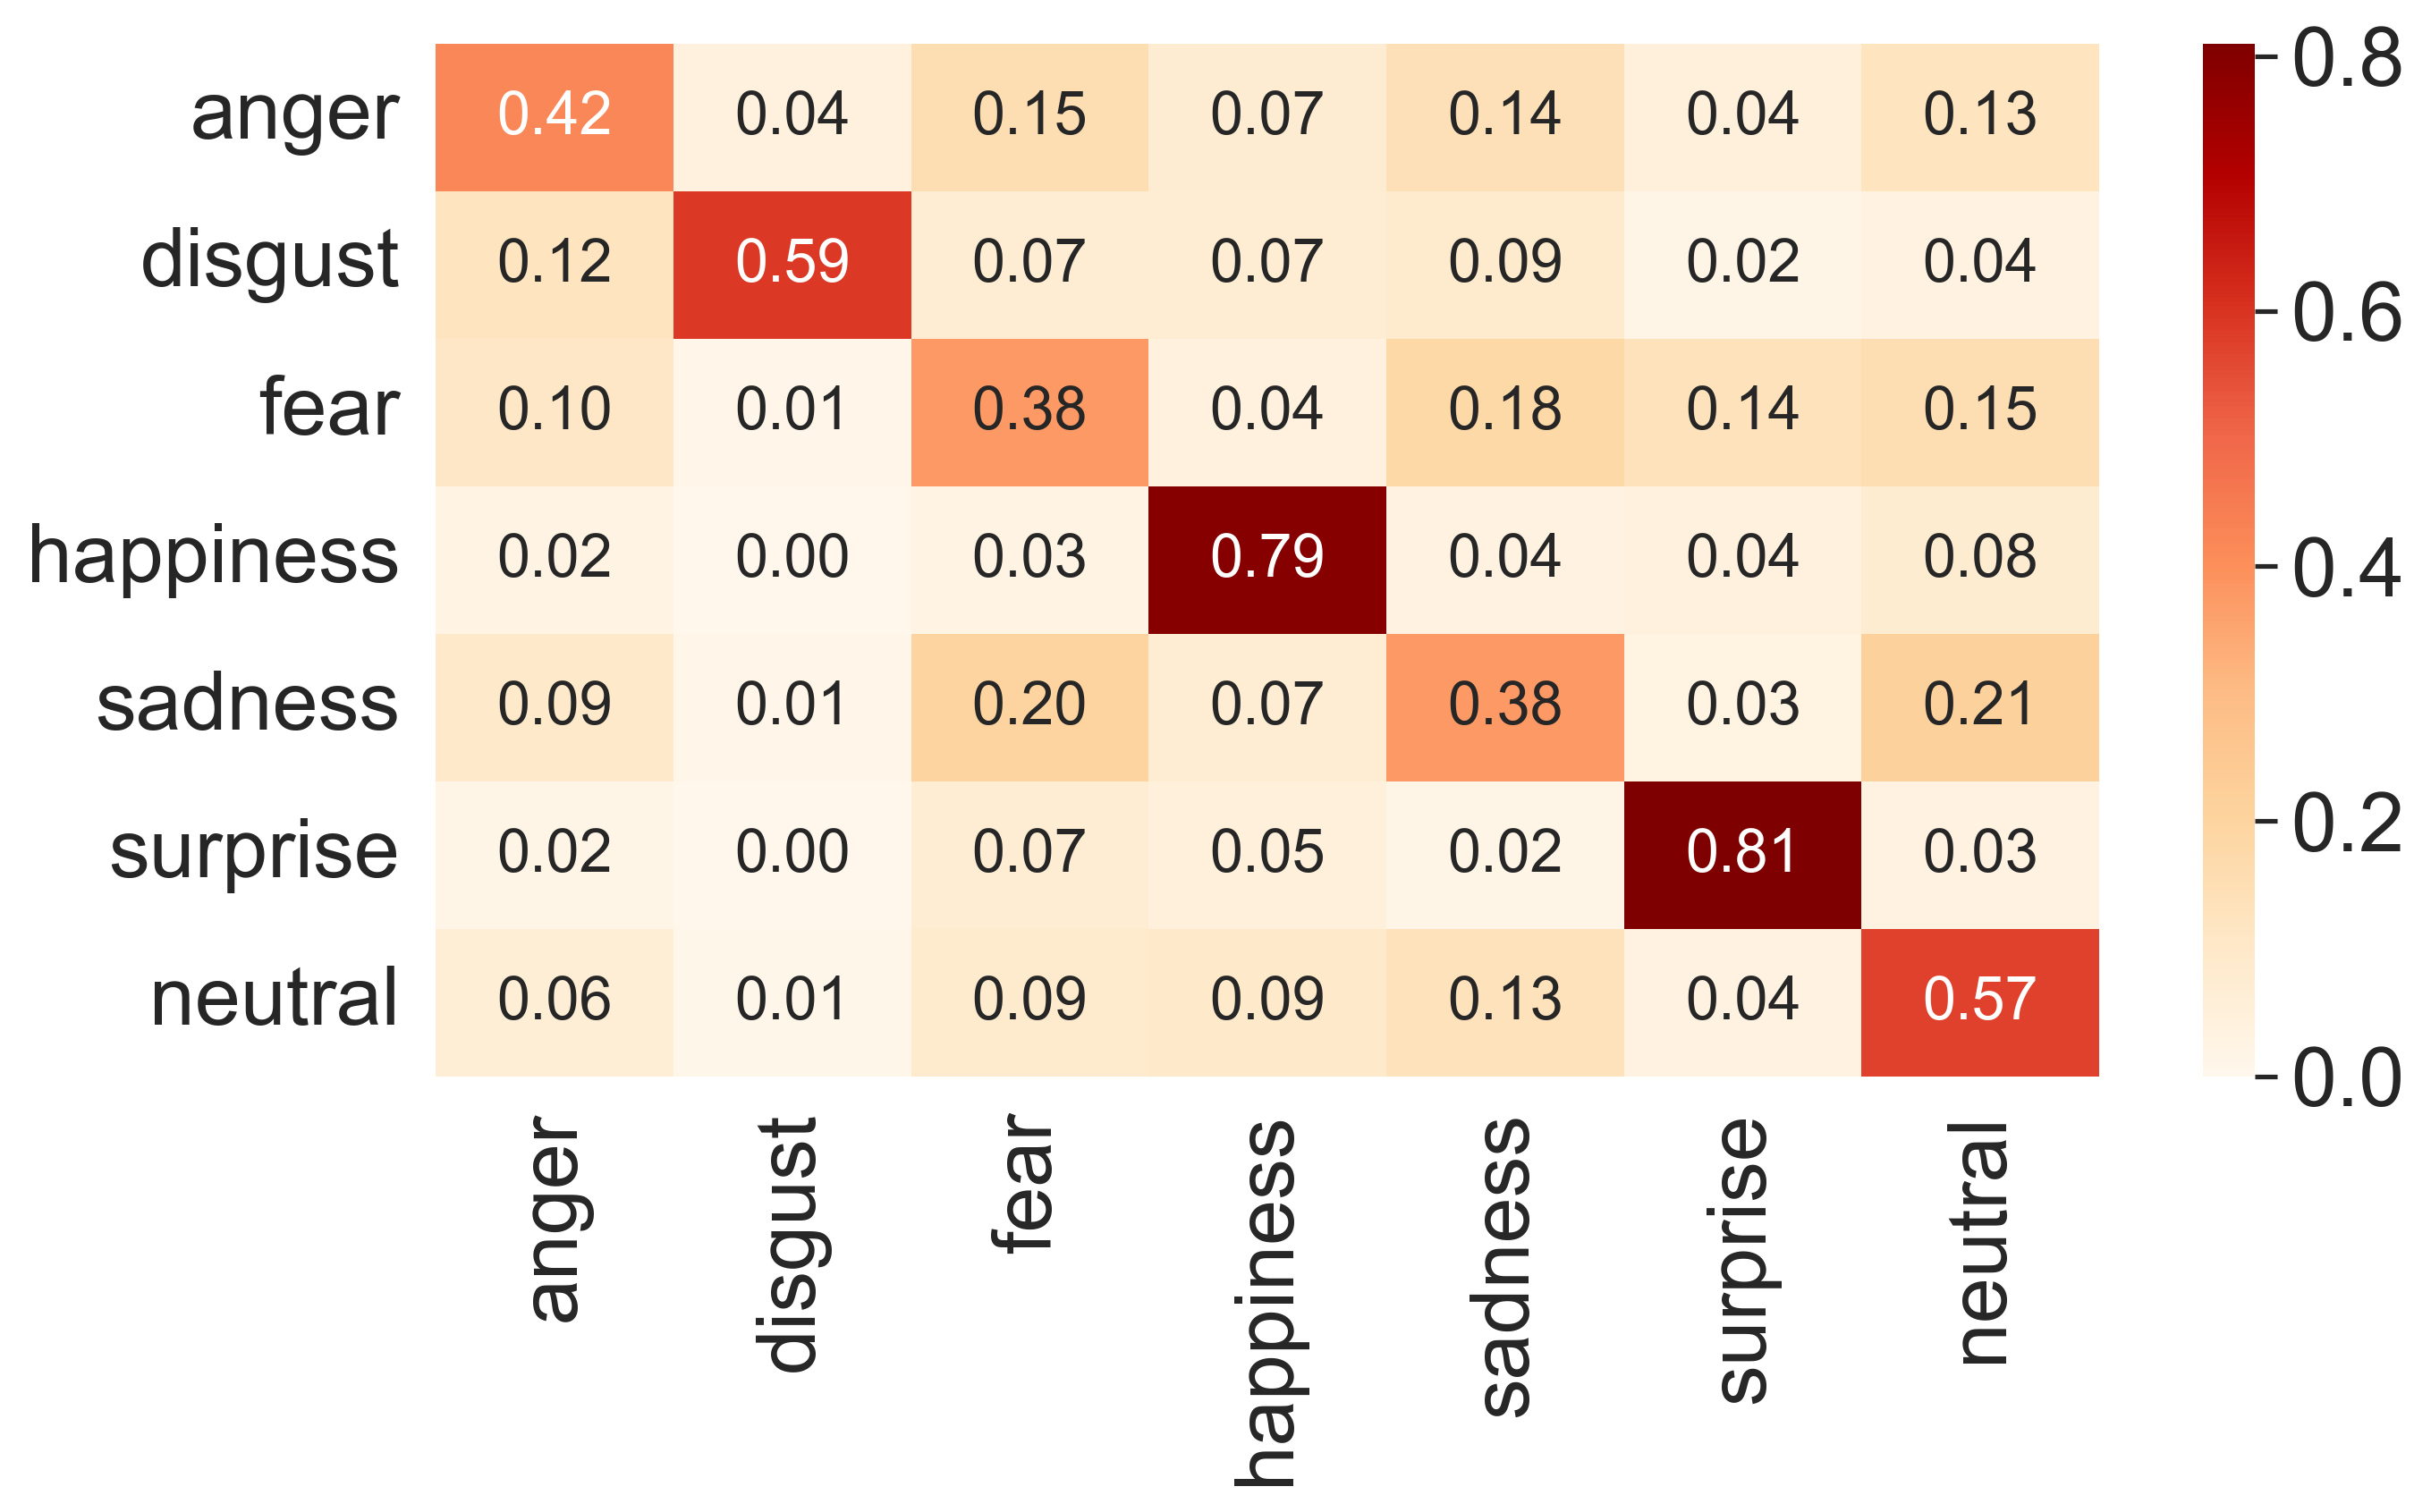 anger 0.42 0.04 0.15 0.07 0.14 0.04 0.13
disgust 0.12 0.59 0.07 0.07 0.09 0.02 0.04
fear 0.10 0.01 0.38 0.04 0.18 0.14 0.15
happiness 0.02 0.00 0.03 0.79 0.04 0.04 0.08
sadness 0.09 0.01 0.20 0.07 0.38 0.03 0.21
surprise 0.02 0.00 0.07 0.05 0.02 0.81 0.03
neutral 0.06 0.01 0.09 0.09 0.13 0.04 0.57
anger disgust fear happiness sadness surprise neutral
0.8
0.6
0.4
0.2
0.0